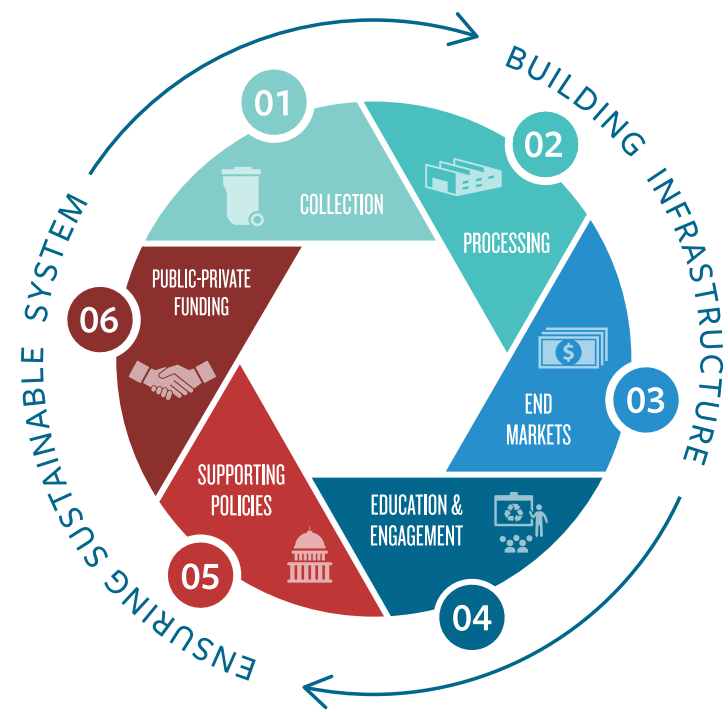 BUILDING INFRASTRUCTURE
01
COLLECTION
02
PROCESSING
$
03
END
MARKETS
04
EDUCATION &
ENGAGEMENT
05
SUPPORTING
POLICIES
06
PUBLIC-PRIVATE
FUNDING
ENSURING SUSTAINABLE SYSTEM